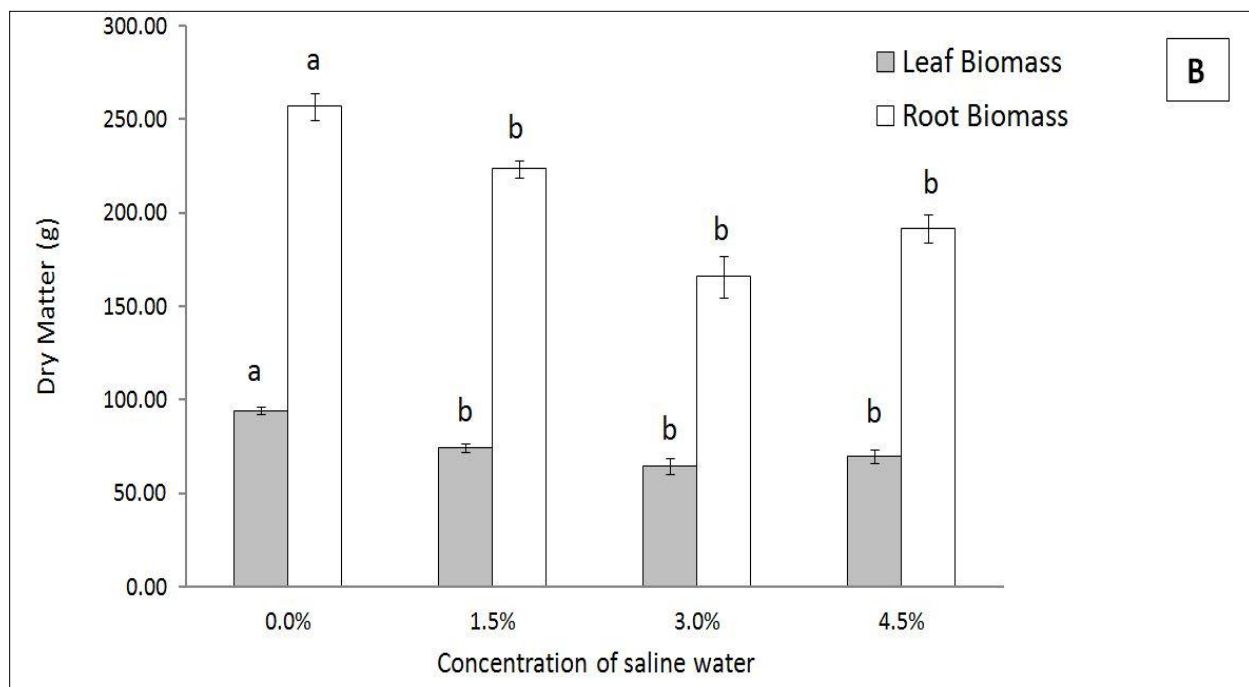 300.00
250.00
200.00
150.00
100.00
50.00
0.00
Dry Matter (g)
a
a
b
b
b
b
b
b
0.0%
1.5%
3.0%
4.5%
Concentration of saline water
Leaf Biomass
Root Biomass
B